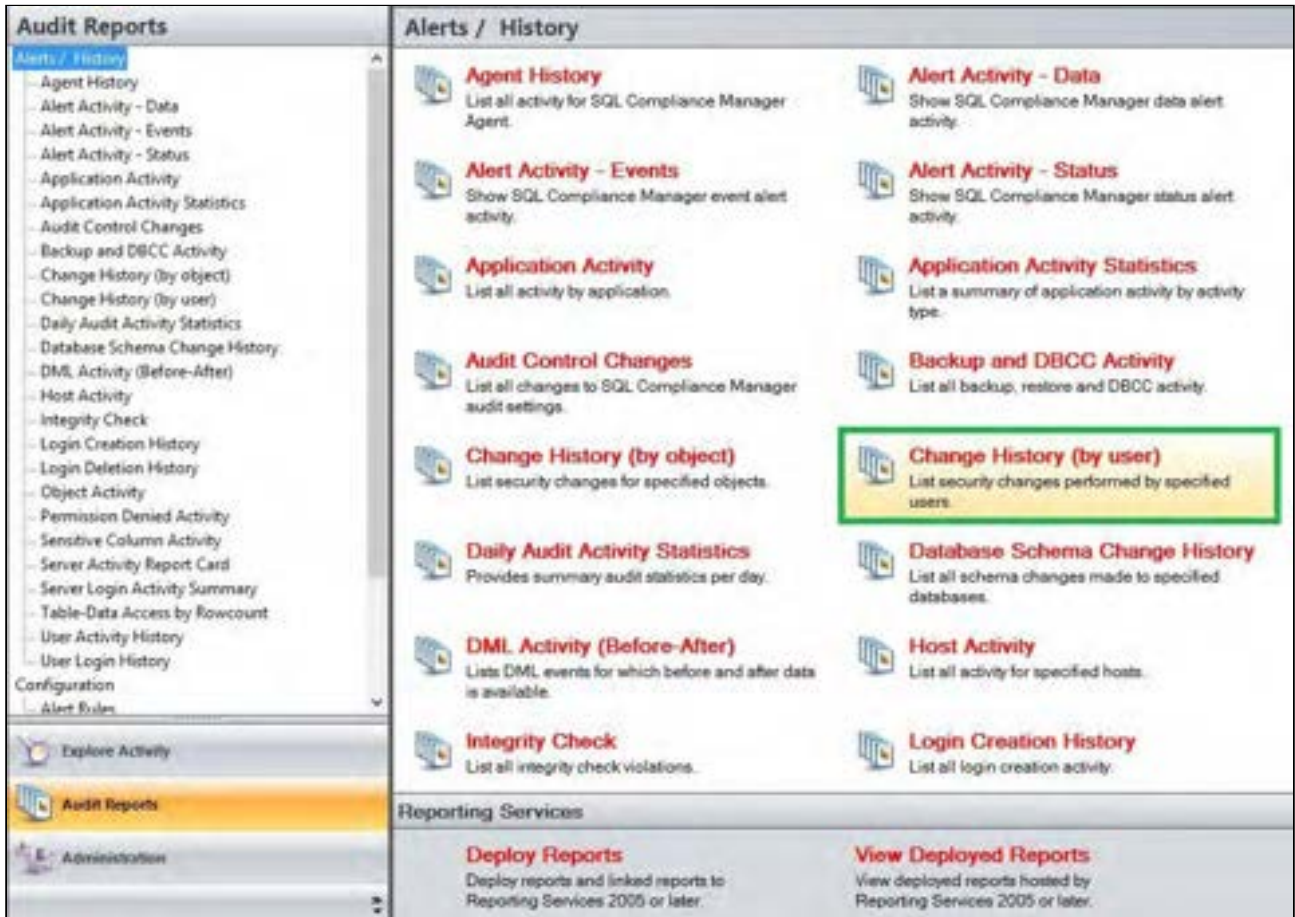 Audit Reports
Alerts / History
Agent History
Alert Activity - Data
Alert Activity - Events
Alert Activity - Status
Application Activity
Application Activity Statistics
Audit Control Changes
Backup and DBCC Activity
Change History (by object)
Change History (by user)
Daily Audit Activity Statistics
Database Schema Change History
DML Activity (Before-After)
Host Activity
Integrity Check
Login Creation History
Login Deletion History
Object Activity
Permission Denied Activity
Sensitive Column Activity
Server Activity Report Card
Server Login Activity Summary
Table-Data Access by Rowcount
User Activity History
User Login History
Configuration
Alert Rules
Explore Activity
Audit Reports
Administration
Alerts / History
Agent History
List all activity for SQL Compliance Manager
Agent.
Alert Activity - Data
Show SQL Compliance Manager data alert
activity.
Alert Activity - Events
Show SQL Compliance Manager event alert
activity.
Alert Activity - Status
Show SQL Compliance Manager status alert
activity.
Application Activity
List all activity by application.
Application Activity Statistics
List a summary of application activity by activity
type.
Audit Control Changes
List all changes to SQL Compliance Manager
audit settings.
Backup and DBCC Activity
List all backup, restore and DBCC activity.
Change History (by object)
List security changes for specified objects.
Change History (by user)
List security changes performed by specified
users.
Daily Audit Activity Statistics
Provides summary audit statistics per day.
Database Schema Change History
List all schema changes made to specified
databases.
DML Activity (Before-After)
Lists DML events for which before and after data
is available.
Host Activity
List all activity for specified hosts.
Integrity Check
List all integrity check violations.
Login Creation History
List all login creation activity.
Reporting Services
Deploy Reports
Deploy reports and linked reports to
Reporting Services 2005 or later.
View Deployed Reports
View deployed reports hosted by
Reporting Services 2005 or later.